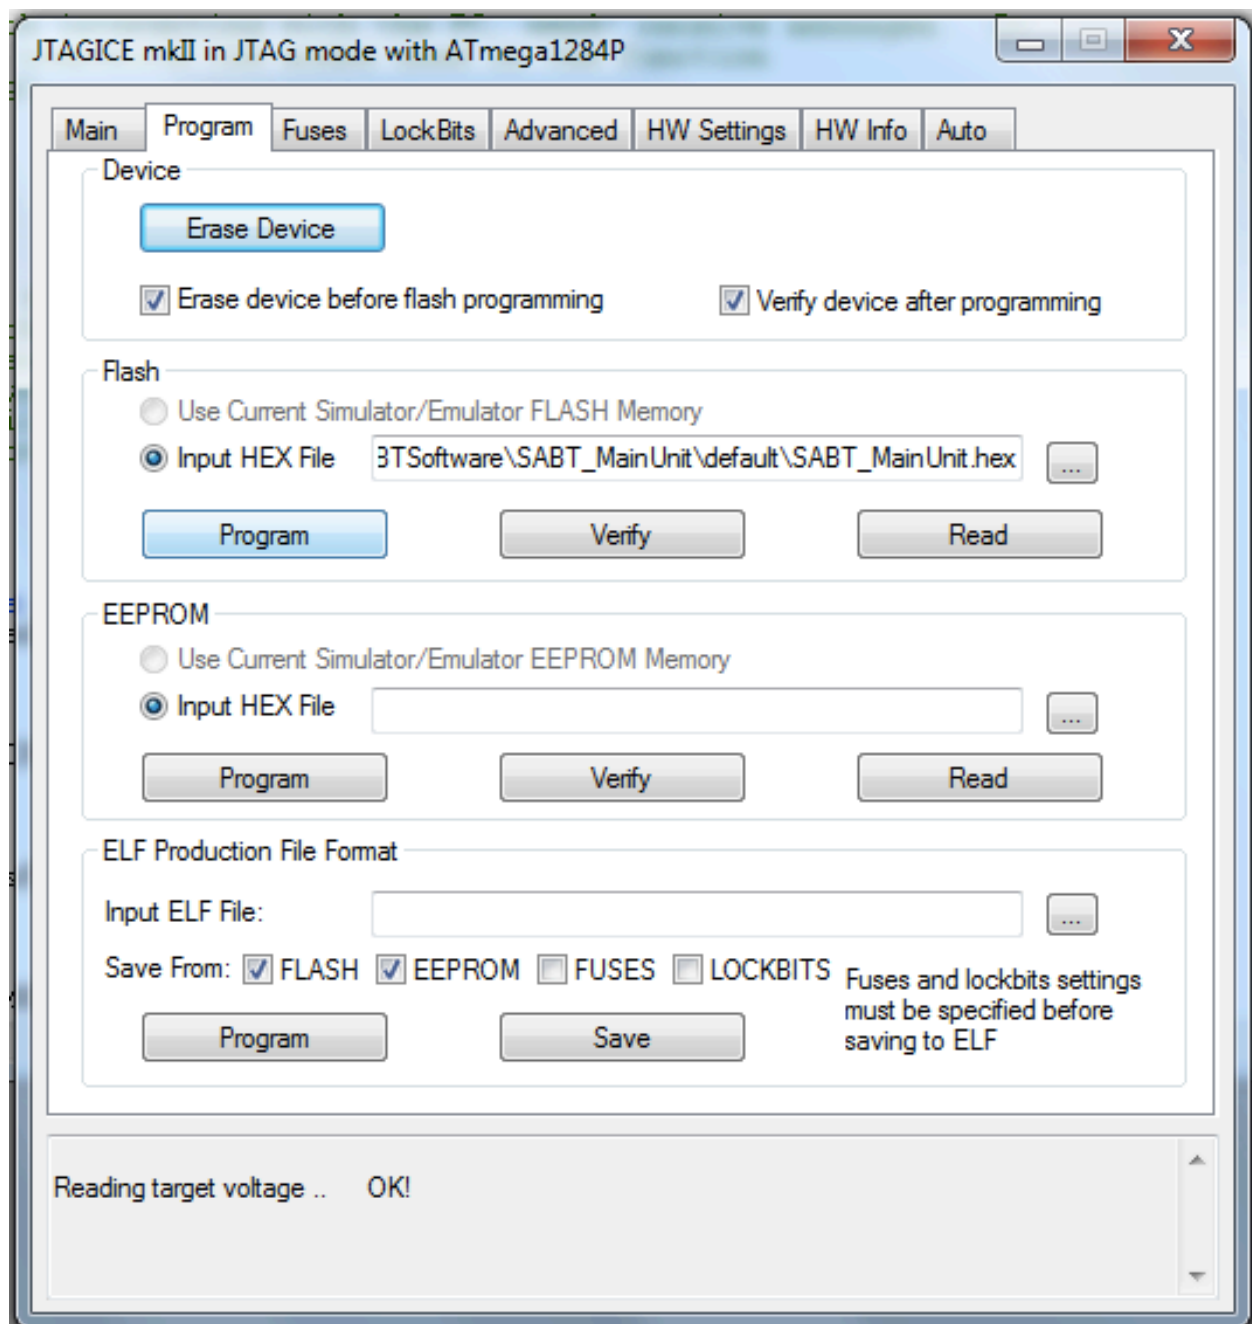 JTAGICE mkII in JTAG mode with ATmega1284P
Main Program Fuses LockBits Advanced HW Settings HW Info Auto
Device
Erase Device
Erase device before flash programming Verify device after programming
Flash
Use Current Simulator/Emulator FLASH Memory
Input HEX File 3TSoftware\SABT_MainUnit\default\SABT_MainUnit.hex ...
Program Verify Read
EEPROM
Use Current Simulator/Emulator EEPROM Memory
Input HEX File ...
Program Verify Read
ELF Production File Format
Input ELF File: ...
Save From: FLASH EEPROM FUSES LOCKBITS
Fuses and lockbits settings
must be specified before
saving to ELF
Program Save
Reading target voltage .. OK!